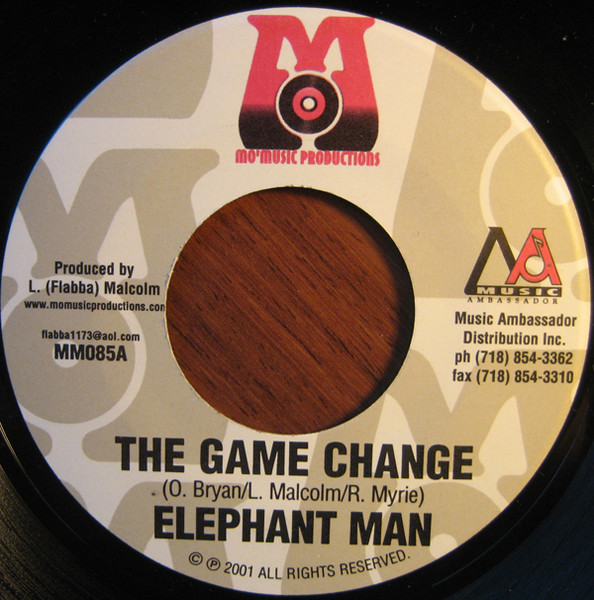 M
MO'MUSIC PRODUCTIONS
Produced by
L. (Flabba) Malcolm
www.momusicproductions.com
flabba1173@aol.com
MM085A
MA
MUSIC
AMBASSADOR
Music Ambassador
Distribution Inc.
ph (718) 854-3362
fax (718) 854-3310
THE GAME CHANGE
(O. Bryan/L. Malcolm/R. Myrie)
ELEPHANT MAN
© ℗ 2001 ALL RIGHTS RESERVED.